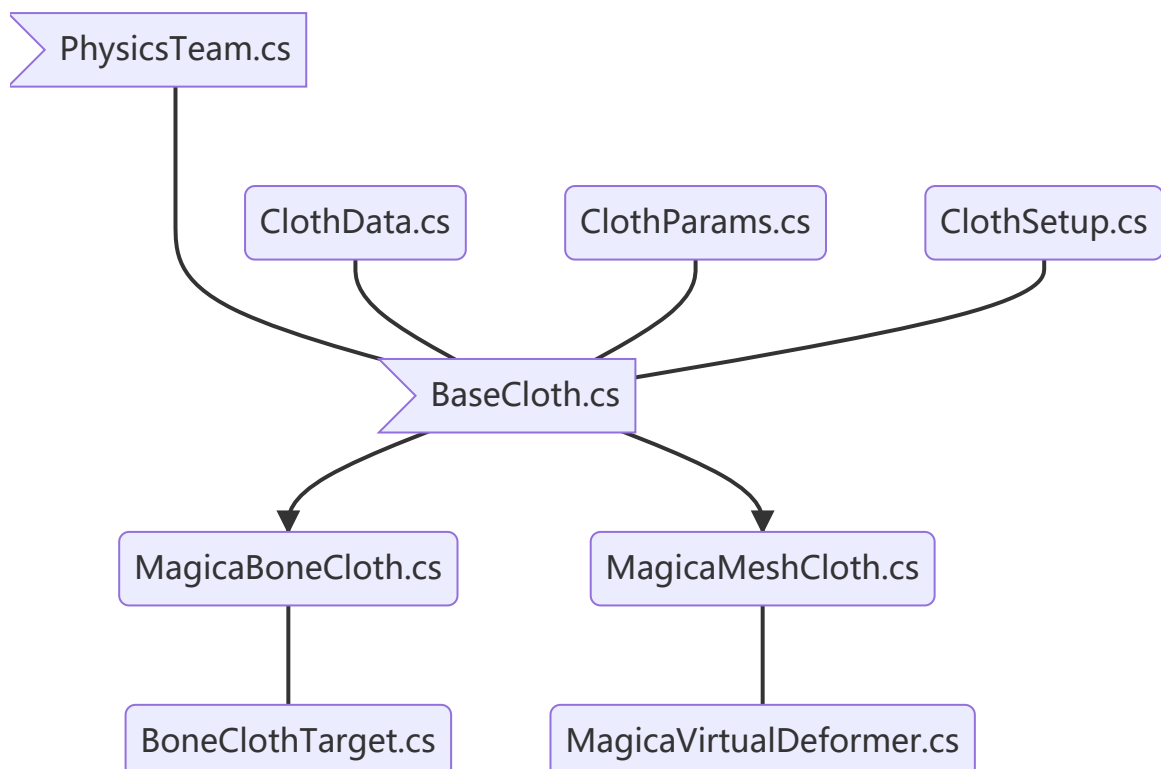 PhysicsTeam.cs
ClothData.cs
ClothParams.cs
ClothSetup.cs
BaseCloth.cs
MagicaBoneCloth.cs
MagicaMeshCloth.cs
BoneClothTarget.cs
MagicaVirtualDeformer.cs